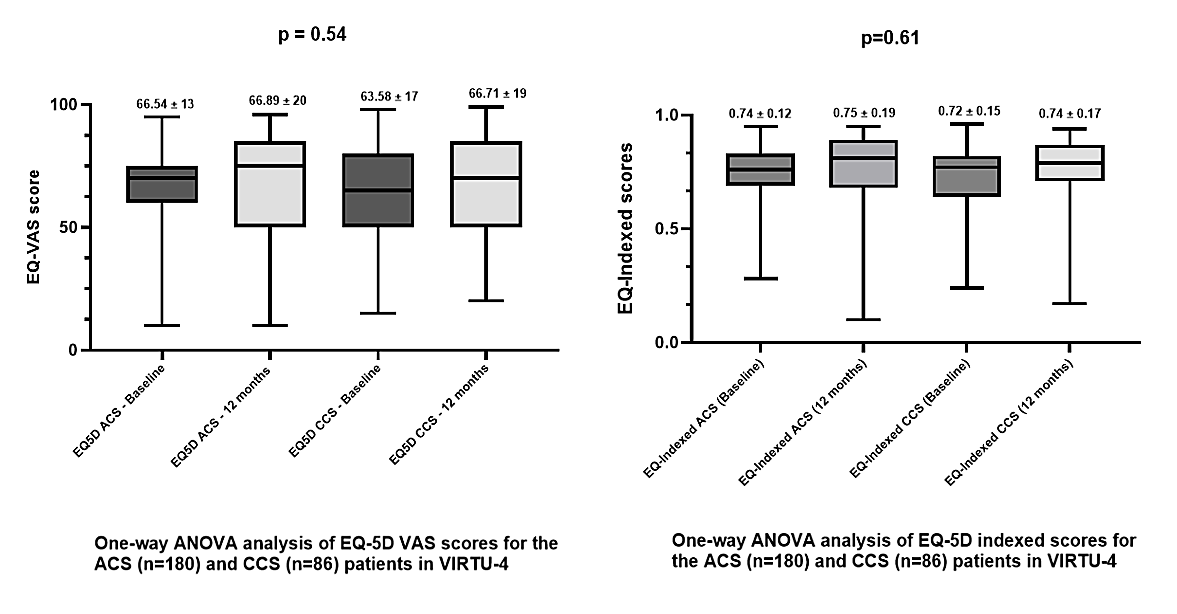 p = 0.54
66.54 ± 13
66.89 ± 20
63.58 ± 17
66.71 ± 19
100
50
0
EQ-VAS score
EQ5D ACS - Baseline
EQ5D ACS - 12 months
EQ5D CCS - Baseline
EQ5D CCS - 12 months
One-way ANOVA analysis of EQ-5D VAS scores for the
ACS (n=180) and CCS (n=86) patients in VIRTU-4
p=0.61
0.74 ± 0.12
0.75 ± 0.19
0.72 ± 0.15
0.74 ± 0.17
1.0
0.5
0.0
EQ-Indexed scores
EQ-Indexed ACS (Baseline)
EQ-Indexed ACS (12 months)
EQ-Indexed CCS (Baseline)
EQ-Indexed CCS (12 months)
One-way ANOVA analysis of EQ-5D indexed scores for
the ACS (n=180) and CCS (n=86) patients in VIRTU-4